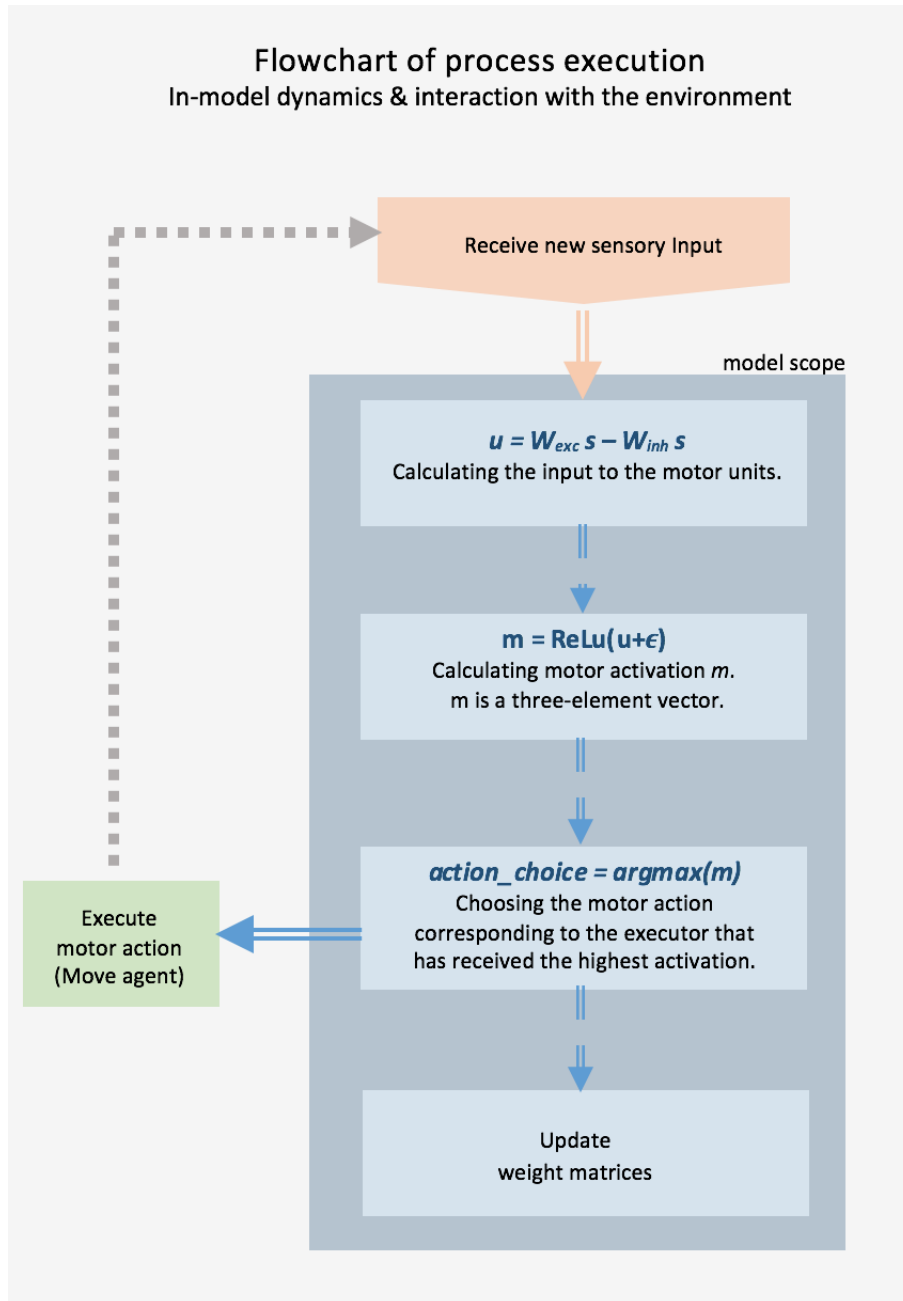 Flowchart of process execution
In-model dynamics & interaction with the environment
Receive new sensory Input
model scope
u = Wexc s – Winh s
Calculating the input to the motor units.
m = ReLu(u+ϵ)
Calculating motor activation m.
m is a three-element vector.
action_choice = argmax(m)
Choosing the motor action
corresponding to the executor that
has received the highest activation.
Execute
motor action
(Move agent)
Update
weight matrices